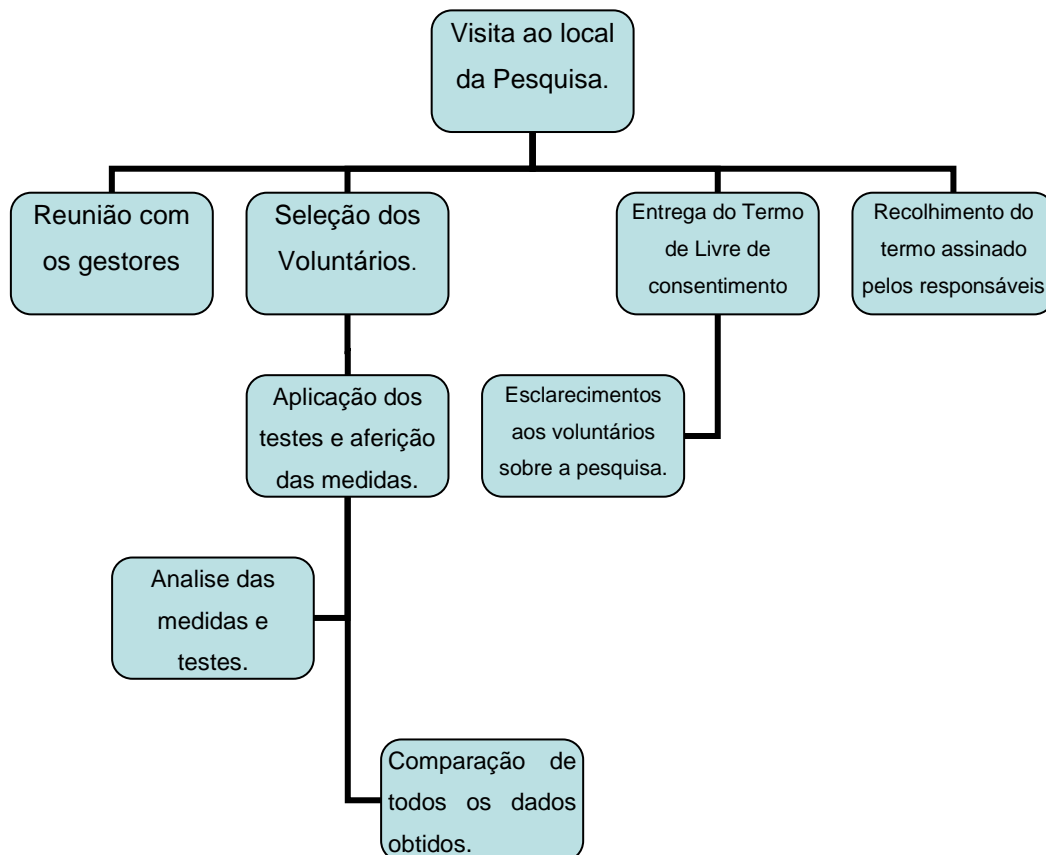 Visita ao local
da Pesquisa.
Reunião com
os gestores
Seleção dos
Voluntários.
Entrega do Termo
de Livre de
consentimento
Recolhimento do
termo assinado
pelos responsáveis
Aplicação dos
testes e aferição
das medidas.
Esclarecimentos
aos voluntários
sobre a pesquisa.
Analise das
medidas e
testes.
Comparação de
todos os dados
obtidos.